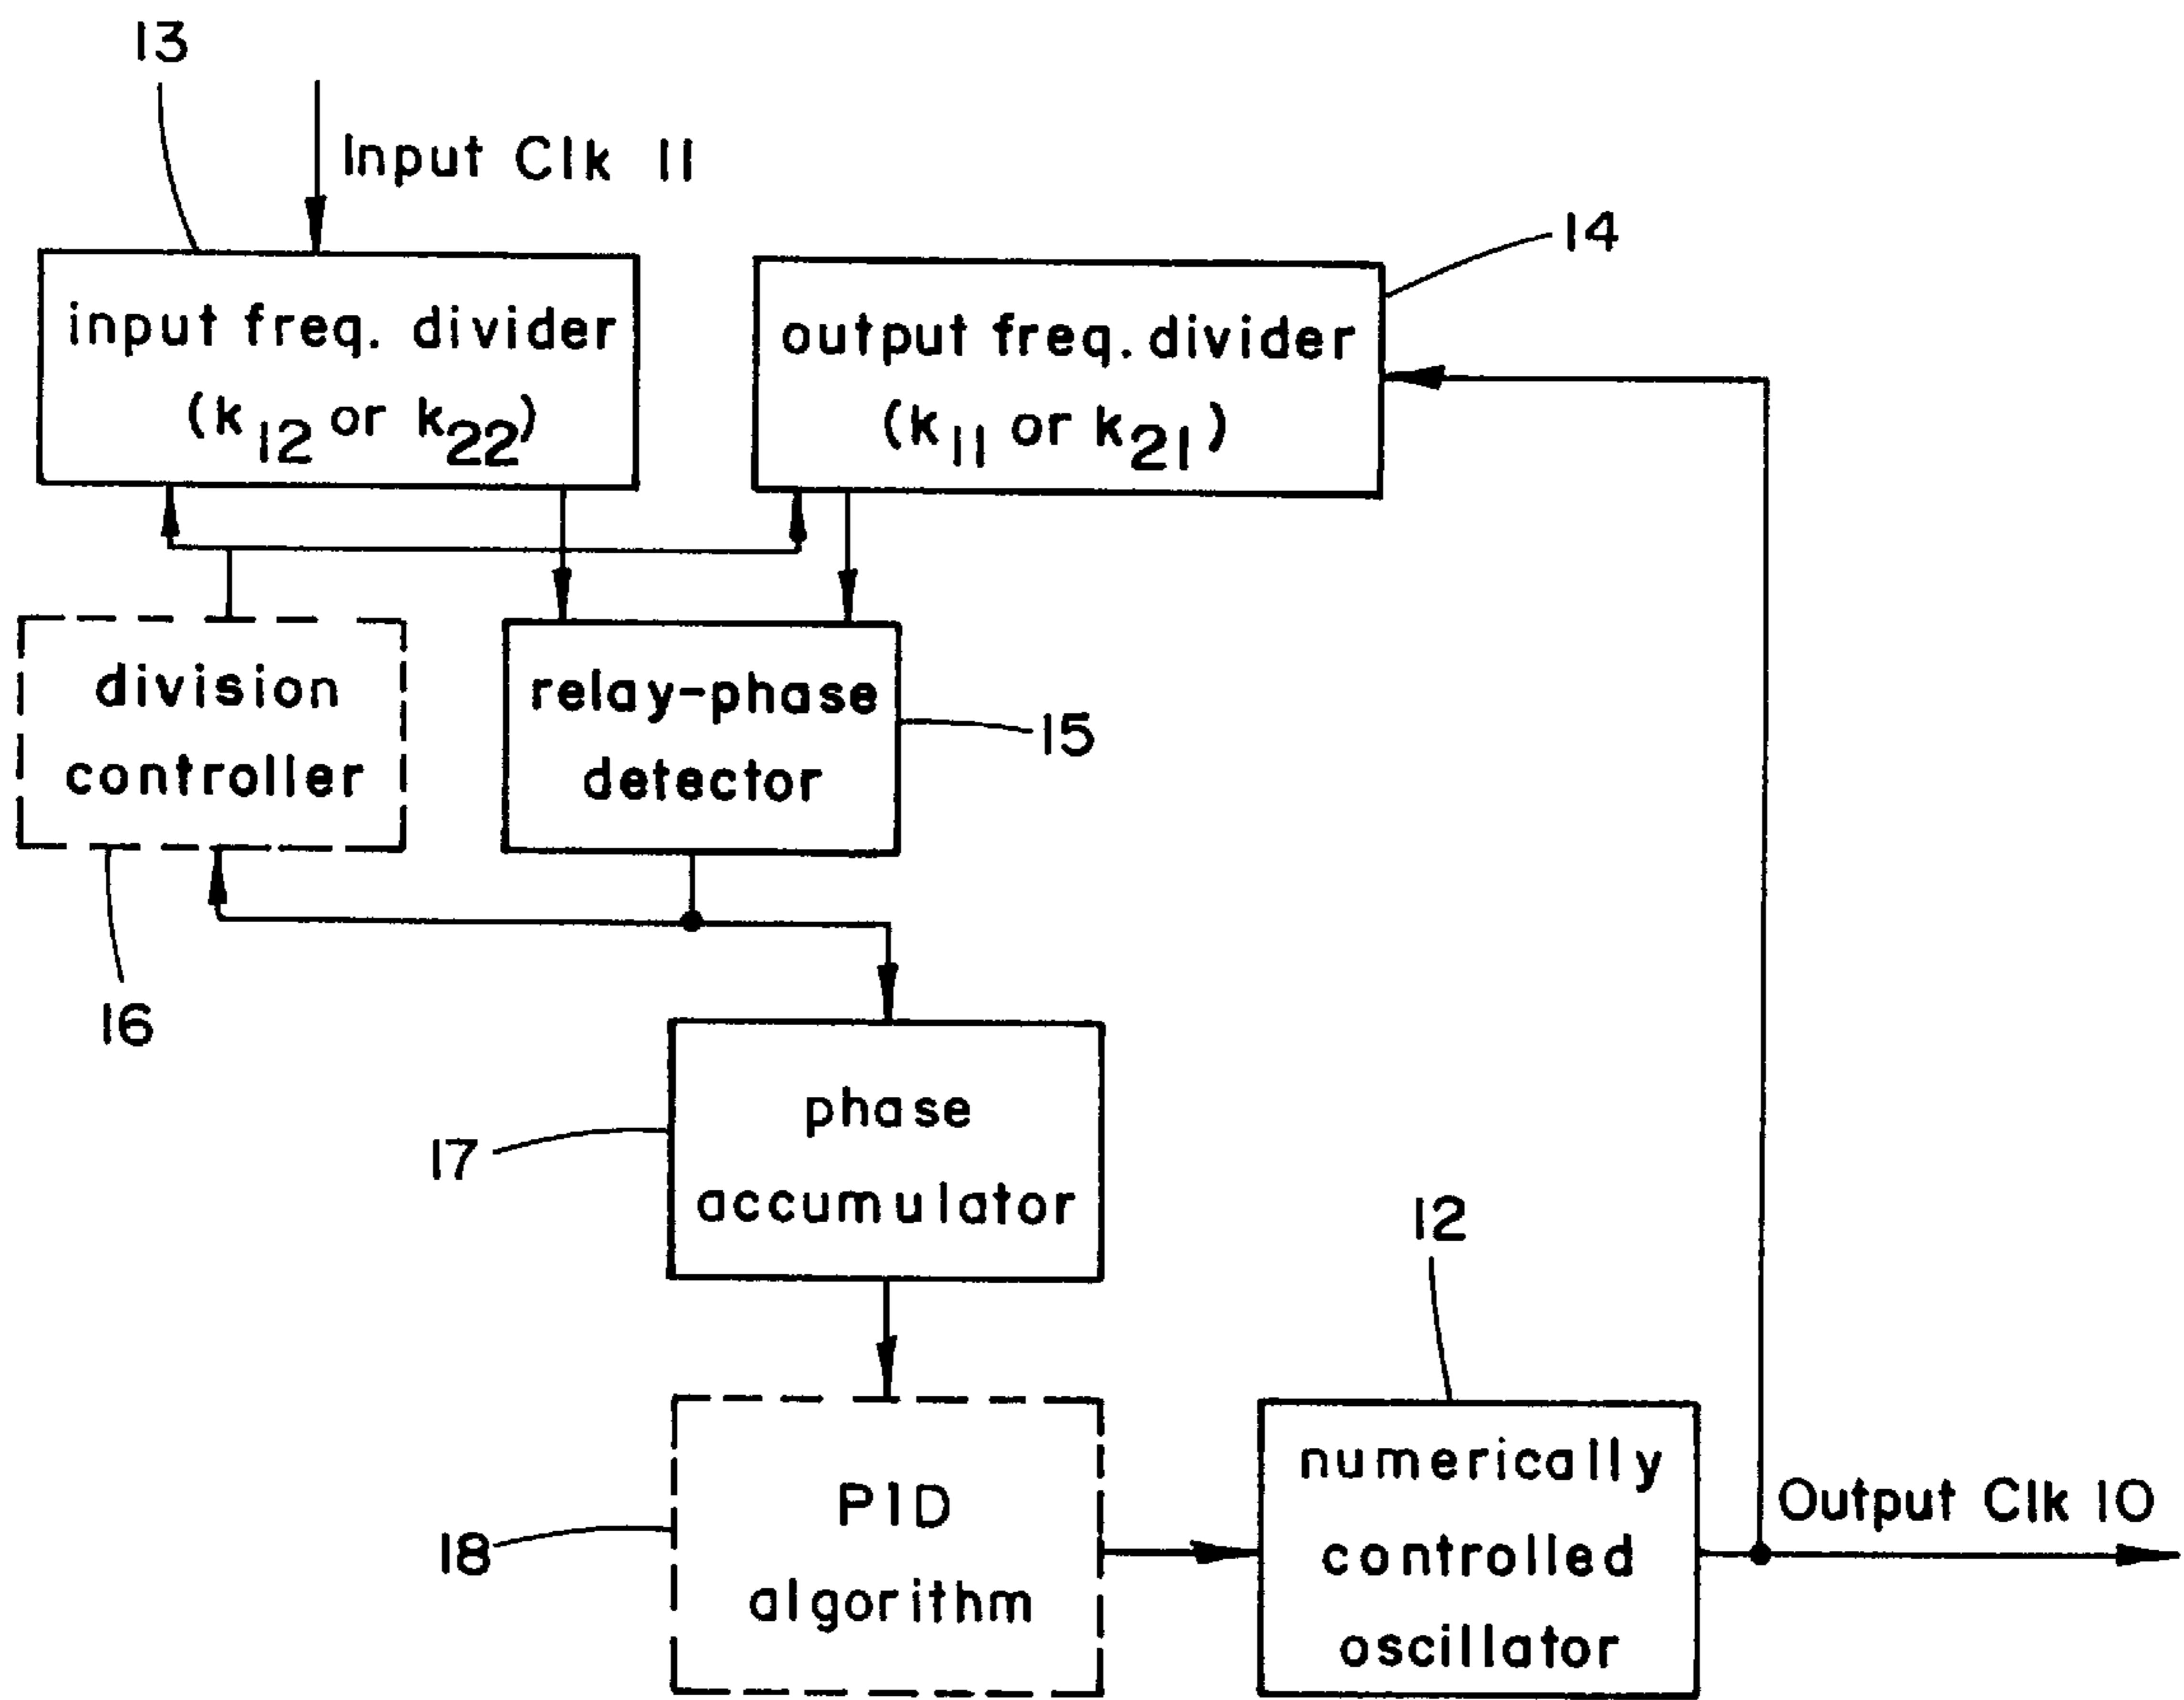 13
Input Clk 11
14
input freq. divider
(k12 or k22)
output freq. divider
(k11 or k21)
division
controller
relay-phase
detector
15
16
phase
accumulator
17
12
PID
algorithm
18
numerically
controlled
oscillator
Output Clk 10